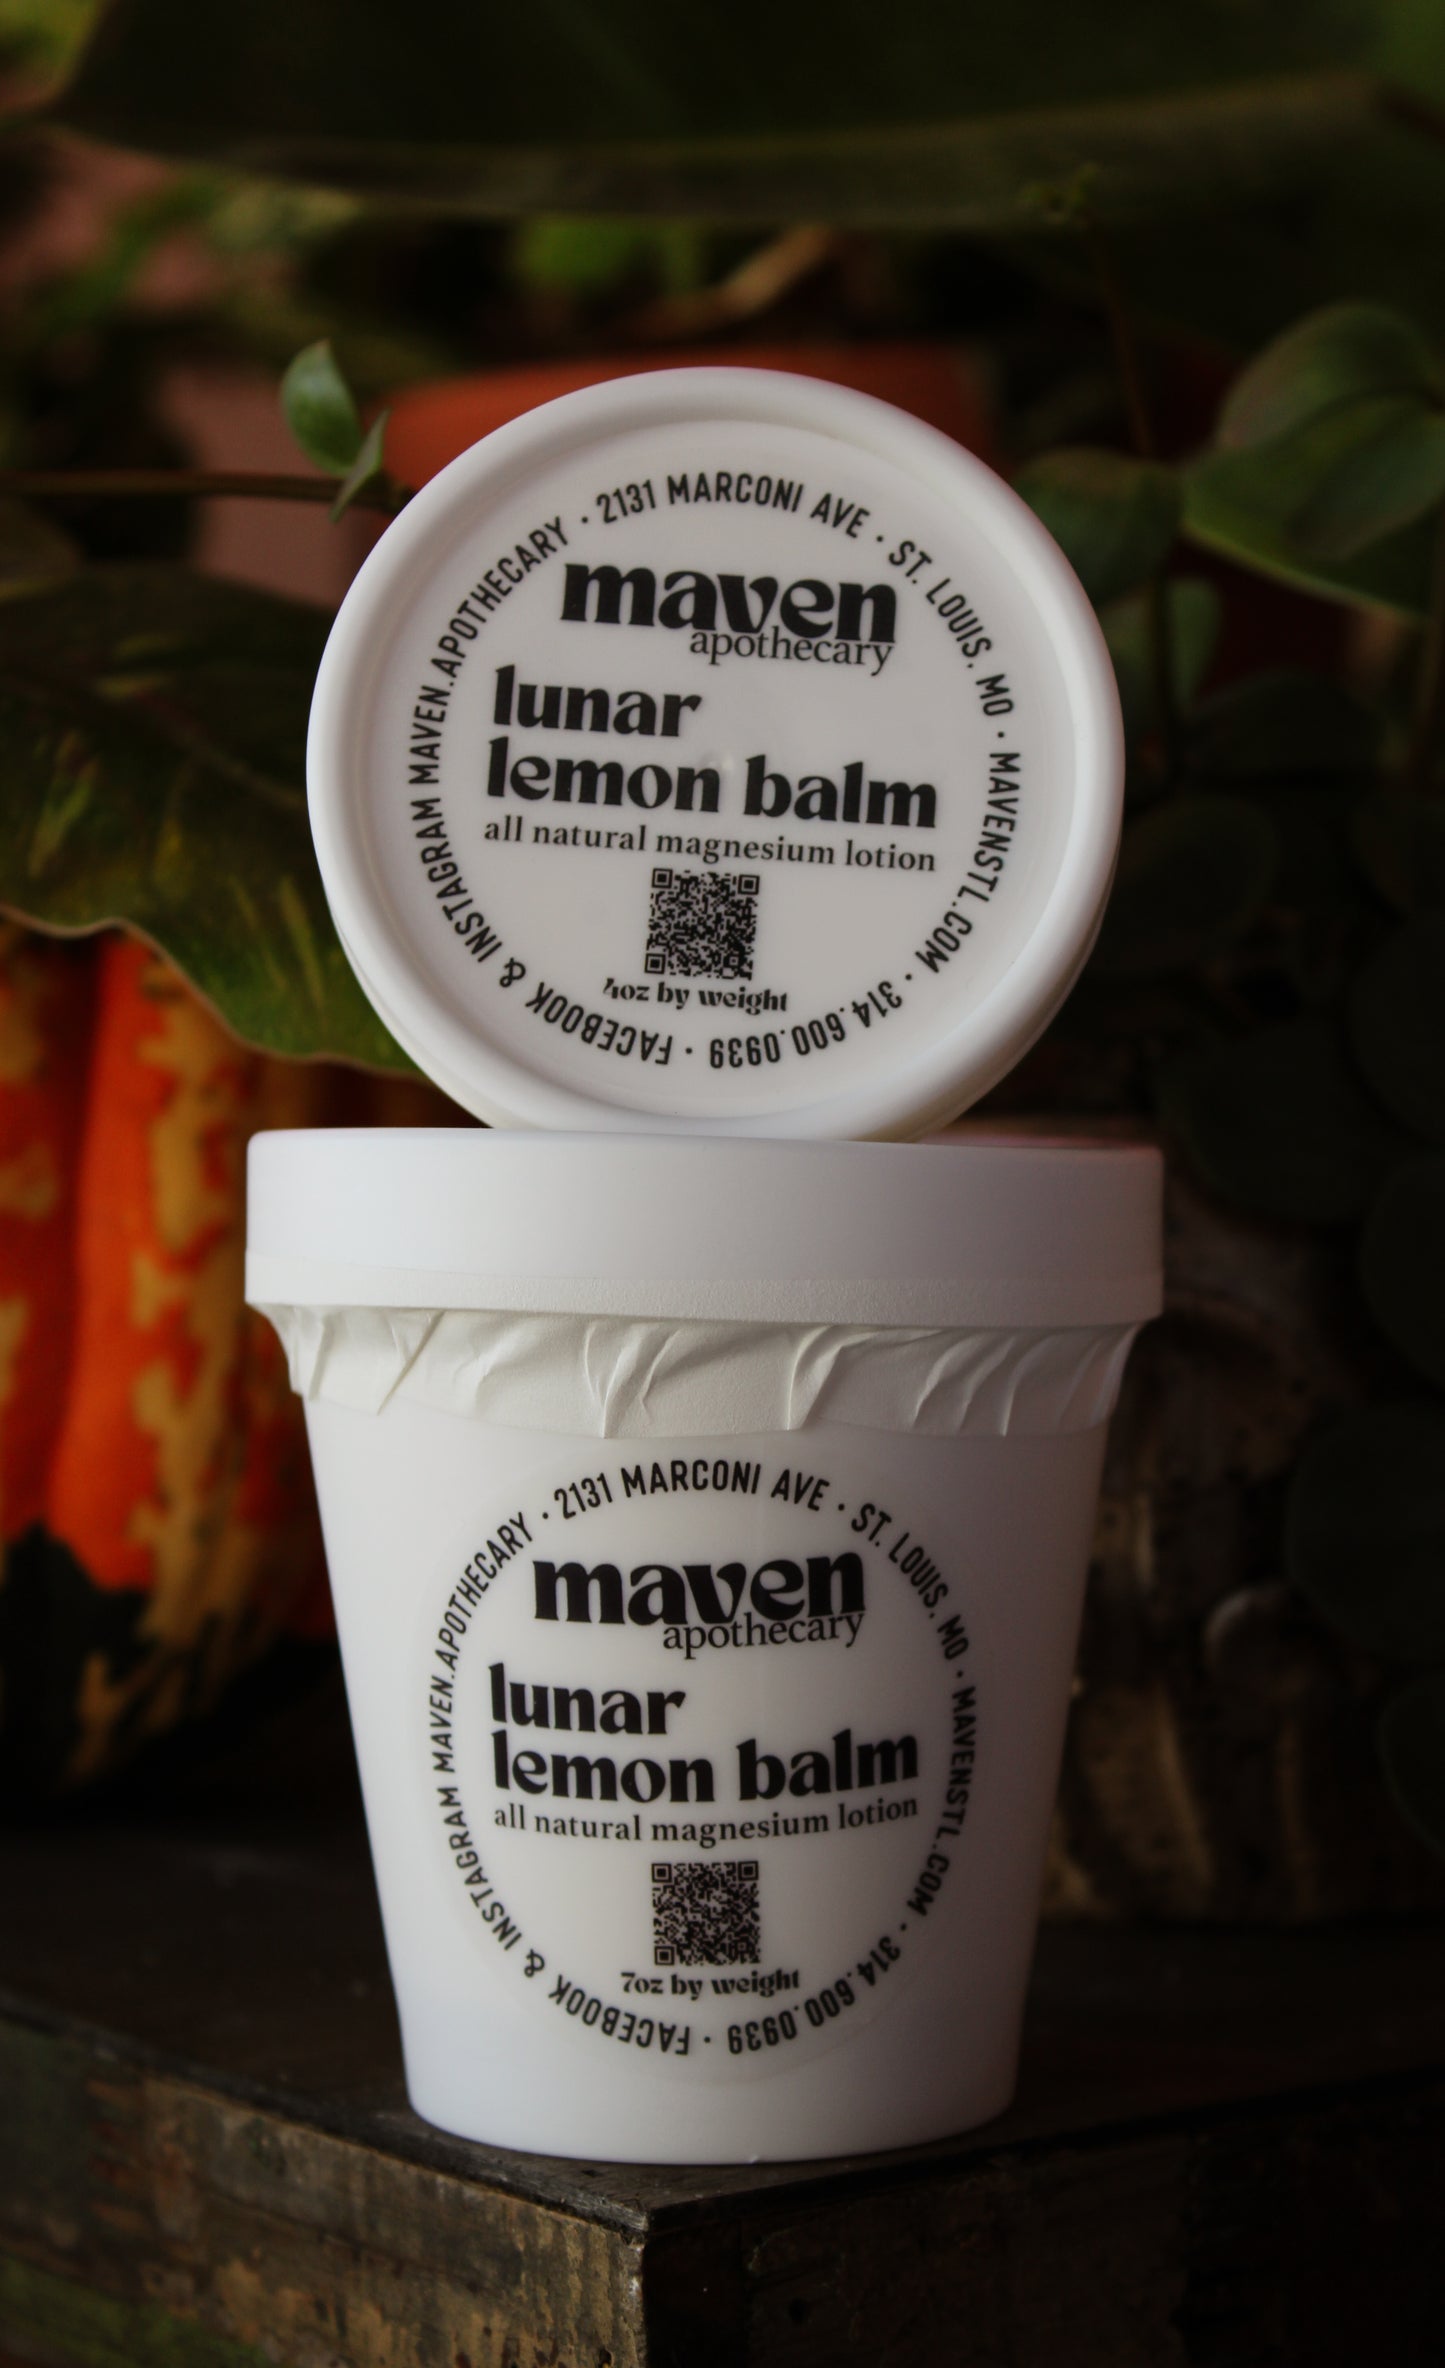 · 2131 MARCONI AVE · ST. LOUIS, MO · MAVENSTL.COM · 314.600.0939 · FACEBOOK & INSTAGRAM MAVEN.APOTHECARY
maven
apothecary
lunar
lemon balm
all natural magnesium lotion
4oz by weight
· 2131 MARCONI AVE · ST. LOUIS, MO · MAVENSTL.COM · 314.600.0939 · FACEBOOK & INSTAGRAM MAVEN.APOTHECARY
maven
apothecary
lunar
lemon balm
all natural magnesium lotion
7oz by weight